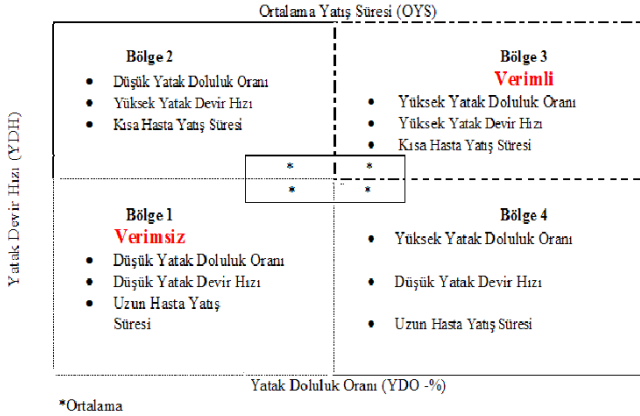 Ortalama Yatış Süresi (OYS)
Yatak Devir Hızı (YDH)
Bölge 2
• Düşük Yatak Doluluk Oranı
• Yüksek Yatak Devir Hızı
• Kısa Hasta Yatış Süresi
Bölge 3
Verimli
• Yüksek Yatak Doluluk Oranı
• Yüksek Yatak Devir Hızı
• Kısa Hasta Yatış Süresi
* *
* *
Bölge 1
Verimsiz
• Düşük Yatak Doluluk Oranı
• Düşük Yatak Devir Hızı
• Uzun Hasta Yatış
Süresi
Bölge 4
• Yüksek Yatak Doluluk Oranı
• Düşük Yatak Devir Hızı
• Uzun Hasta Yatış Süresi
Yatak Doluluk Oranı (YDO -%)
*Ortalama